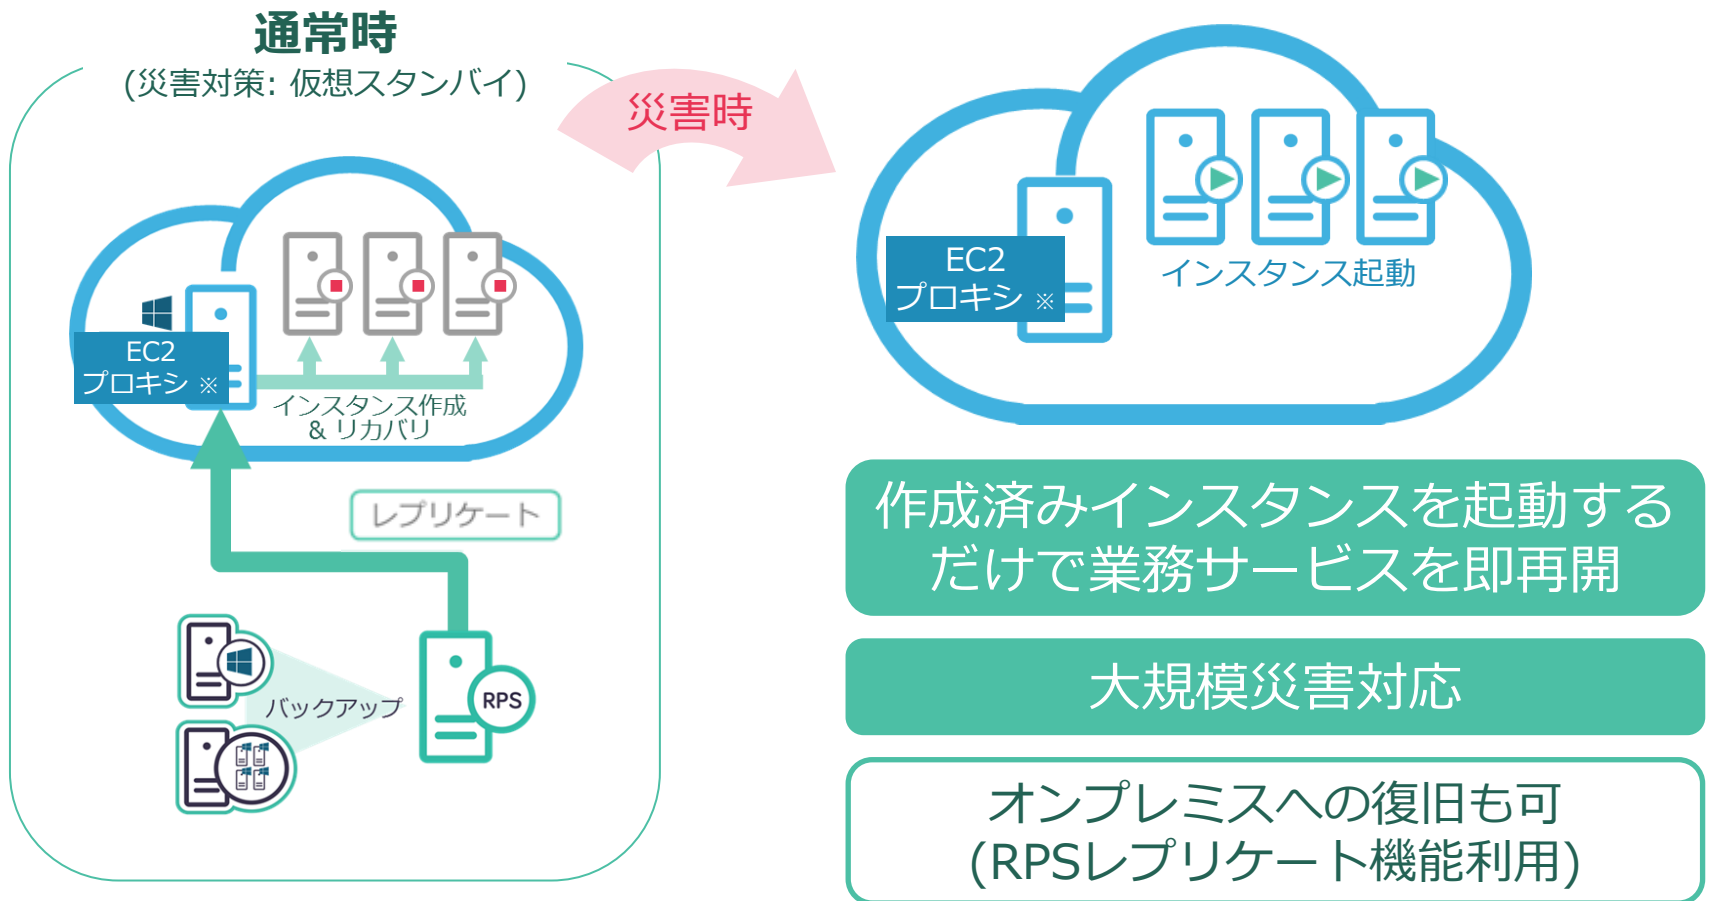 通常時
(災害対策: 仮想スタンバイ)
災害時
EC2
プロキシ ※
インスタンス作成
& リカバリ
レプリケート
バックアップ
RPS
EC2
プロキシ ※
インスタンス起動
作成済みインスタンスを起動する
だけで業務サービスを即再開
大規模災害対応
オンプレミスへの復旧も可
(RPSレプリケート機能利用)